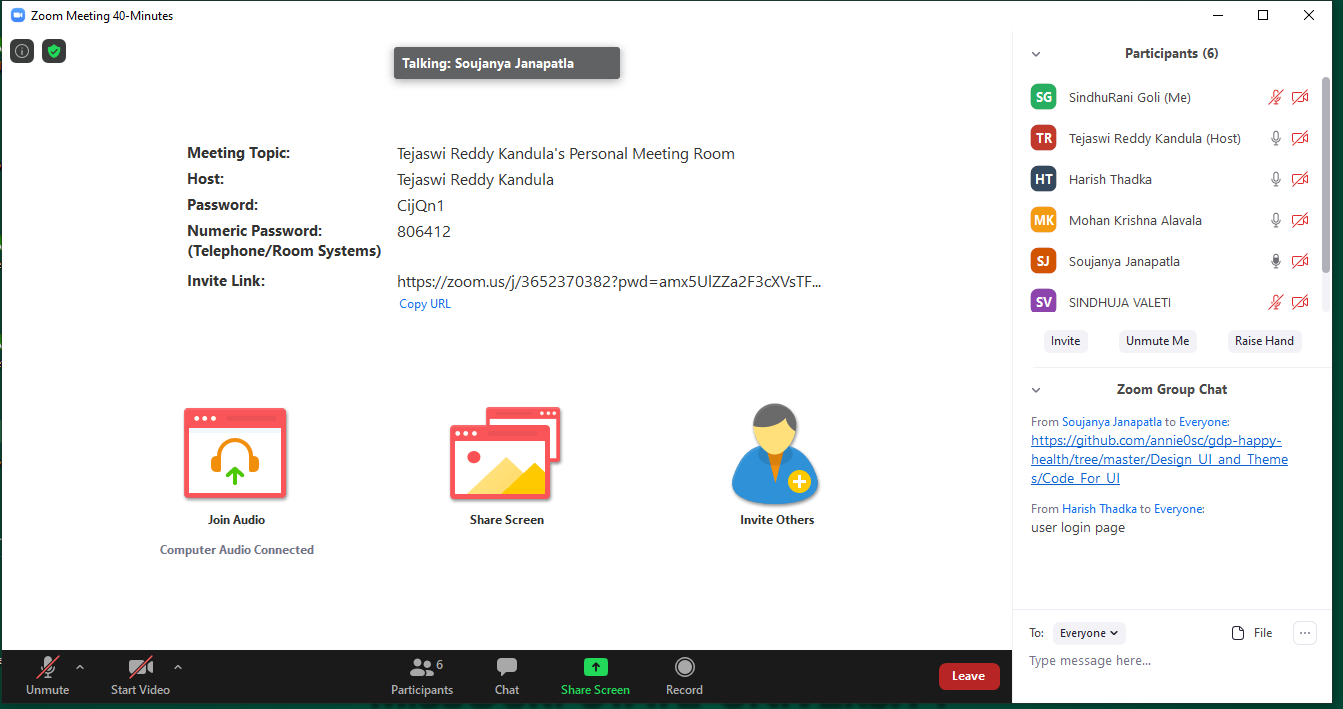 Zoom Meeting 40-Minutes
Talking: Soujanya Janapatla
Meeting Topic: Tejaswi Reddy Kandula's Personal Meeting Room
Host: Tejaswi Reddy Kandula
Password: CijQn1
Numeric Password: 806412
(Telephone/Room Systems)
Invite Link: https://zoom.us/j/3652370382?pwd=amx5UlZZa2F3cXVsTF...
Copy URL
Join Audio
Computer Audio Connected
Share Screen
Invite Others
Unmute
Start Video
6
Participants
Chat
Share Screen
Record
Leave
Participants (6)
SG SindhuRani Goli (Me)
TR Tejaswi Reddy Kandula (Host)
HT Harish Thadka
MK Mohan Krishna Alavala
SJ Soujanya Janapatla
SV SINDHUJA VALETI
Invite Unmute Me Raise Hand
Zoom Group Chat
From Soujanya Janapatla to Everyone:
https://github.com/annie0sc/gdp-happy-
health/tree/master/Design_UI_and_Theme
s/Code_For_UI
From Harish Thadka to Everyone:
user login page
To: Everyone File ...
Type message here...